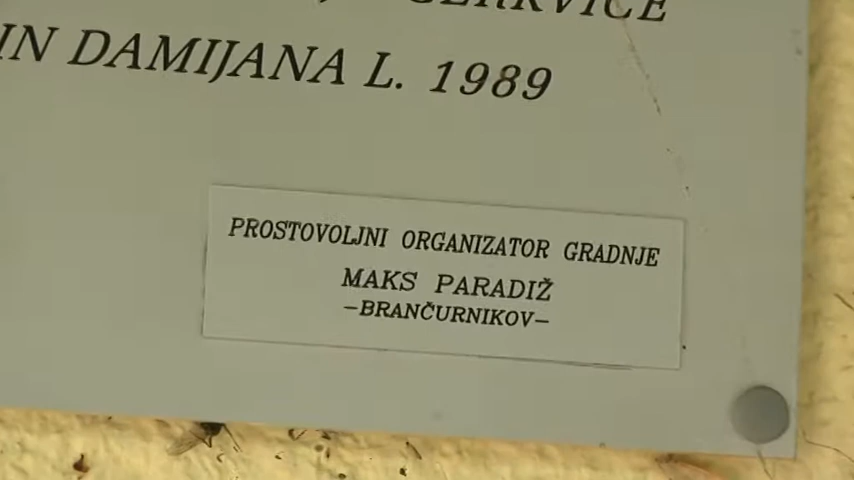 CERKVICE
IN DAMIJANA L. 1989
PROSTOVOLJNI ORGANIZATOR GRADNJE
MAKS PARADIŽ
-BRANČURNIKOV-